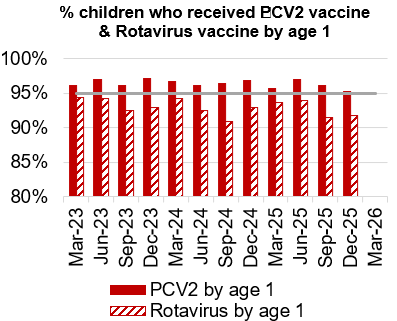 % children who received PCV2 vaccine
& Rotavirus vaccine by age 1
100%
95%
90%
85%
80%
Mar-23
Jun-23
Sep-23
Dec-23
Mar-24
Jun-24
Sep-24
Dec-24
Mar-25
Jun-25
Sep-25
Dec-25
Mar-26
PCV2 by age 1
Rotavirus by age 1